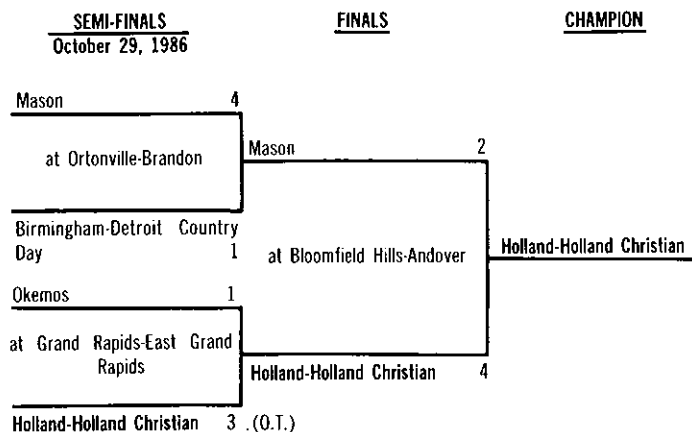 SEMI-FINALS
October 29, 1986
FINALS
CHAMPION
Mason 4
at Ortonville-Brandon
Birmingham-Detroit Country
Day 1
Okemos 1
at Grand Rapids-East Grand
Rapids
Holland-Holland Christian 3 (O.T.)
Mason 2
at Bloomfield Hills-Andover
Holland-Holland Christian 4
Holland-Holland Christian